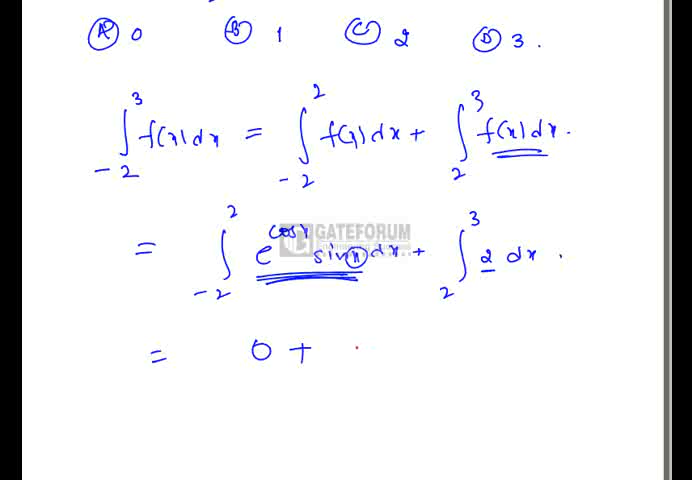 (A) 0 (B) 1 (C) 2 (D) 3.
∫_{-2}^{3} f(x) dx = ∫_{-2}^{2} f(x) dx + ∫_{2}^{3} f(x) dx.
= ∫_{-2}^{2} e^{cosx} sin x dx + ∫_{2}^{3} 2 dx.
GATEFORUM
= 0 +